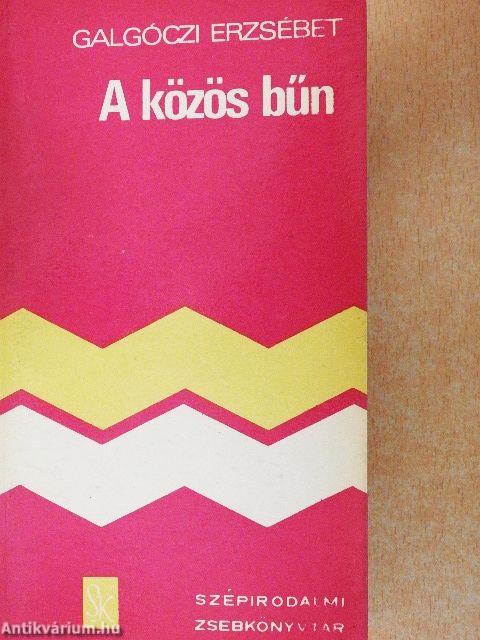 GALGÓCZI ERZSÉBET
A közös bűn
SK
SZÉPIRODALMI
ZSEBKÖNYVTÁR
Antikvárium.hu